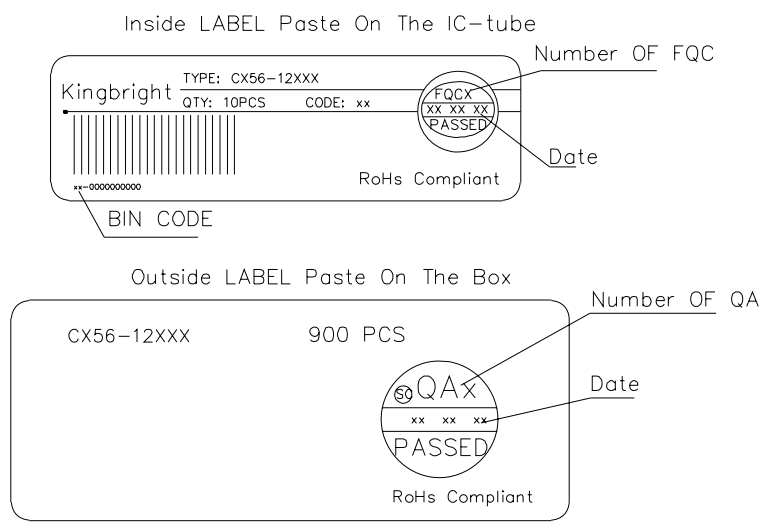 Inside LABEL Paste On The IC-tube
Number OF FQC
TYPE: CX56-12XXX
Kingbright
QTY: 10PCS CODE: xx
FQCX
XX XX XX
PASSED
Date
RoHs Compliant
xx-0000000000
BIN CODE
Outside LABEL Paste On The Box
Number OF QA
CX56-12XXX 900 PCS
SQ QAx
Date
xx xx xx
PASSED
RoHs Compliant